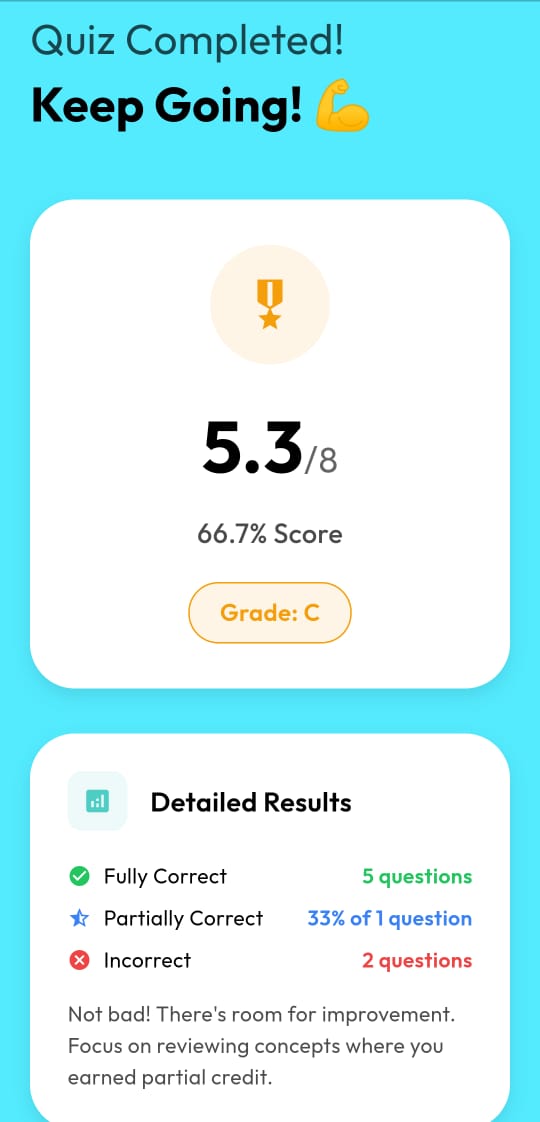 Quiz Completed!
Keep Going! 💪
5.3/8
66.7% Score
Grade: C
Detailed Results
Fully Correct 5 questions
Partially Correct 33% of 1 question
Incorrect 2 questions
Not bad! There's room for improvement.
Focus on reviewing concepts where you
earned partial credit.